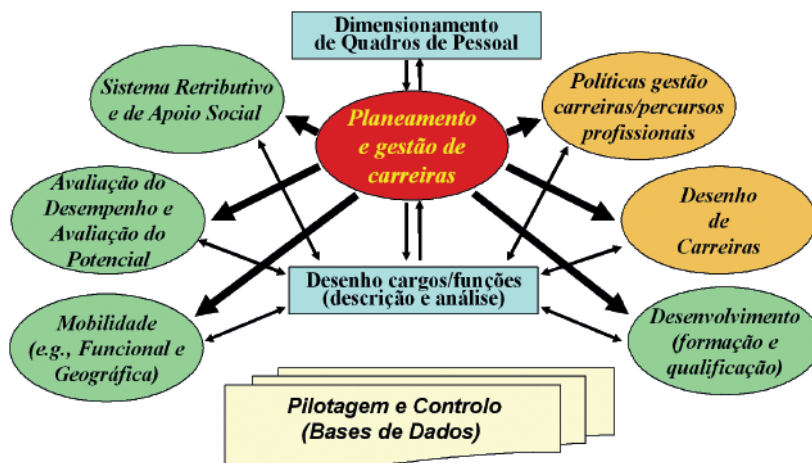 Dimensionamento
de Quadros de Pessoal
Sistema Retributivo
e de Apoio Social
Planeamento
e gestão de
carreiras
Políticas gestão
carreiras/percursos
profissionais
Avaliação do
Desempenho e
Avaliação do
Potencial
Desenho
de
Carreiras
Desenho cargos/funções
(descrição e análise)
Mobilidade
(e.g., Funcional e
Geográfica)
Desenvolvimento
(formação e
qualificação)
Pilotagem e Controlo
(Bases de Dados)